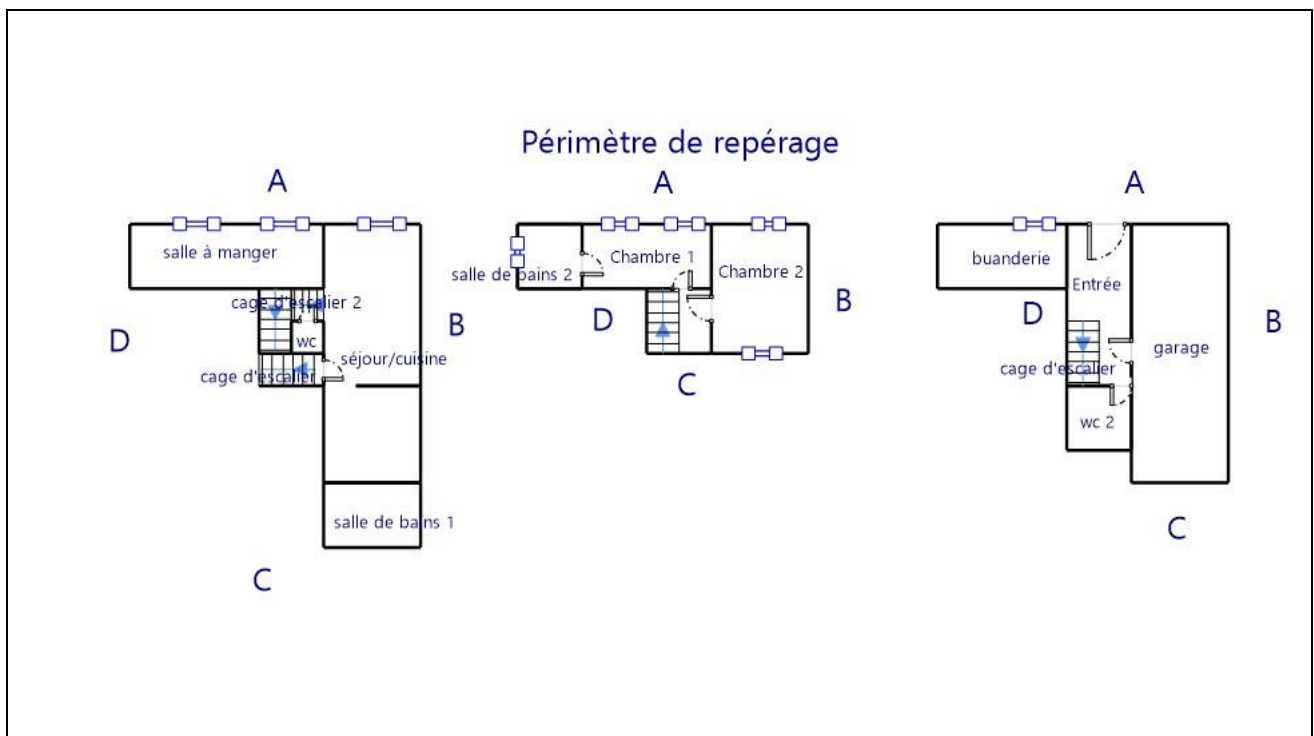 Périmètre de repérage
A
salle à manger
cage d'escalier 2
D
B
wc
séjour/cuisine
cage d'escalier
salle de bains 1
C
A
Chambre 1
Chambre 2
salle de bains 2
D
B
C
A
buanderie
Entrée
D
B
garage
cage d'escalier
wc 2
C